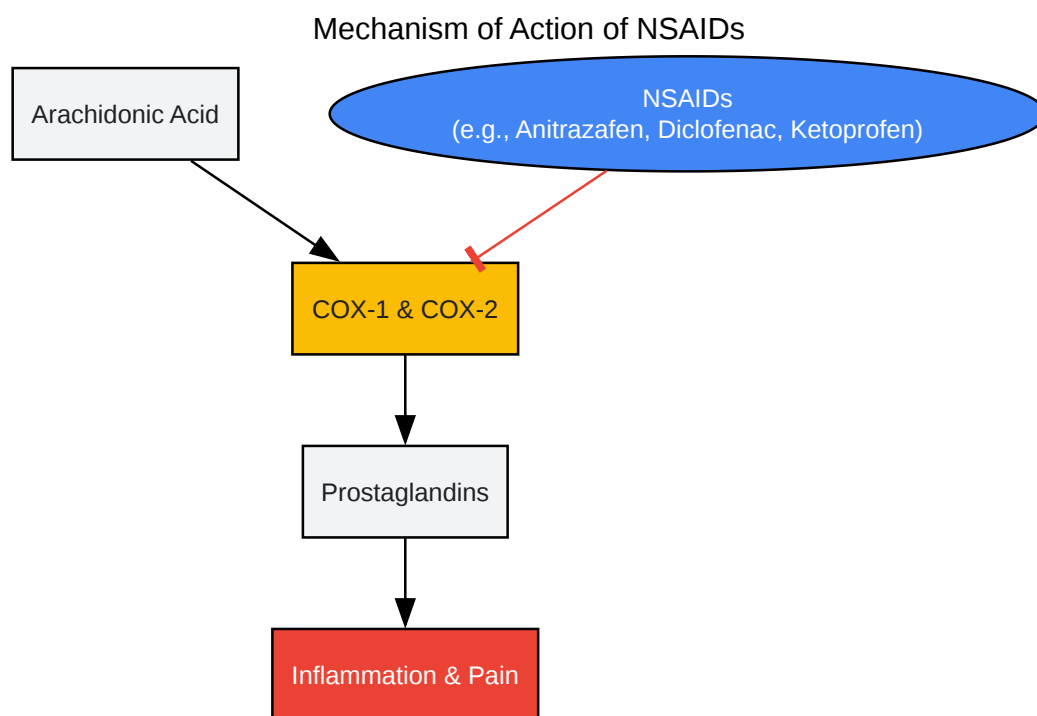 Mechanism of Action of NSAIDs
Arachidonic Acid
NSAIDs
(e.g., Anitrazafen, Diclofenac, Ketoprofen)
COX-1 & COX-2
Prostaglandins
Inflammation & Pain